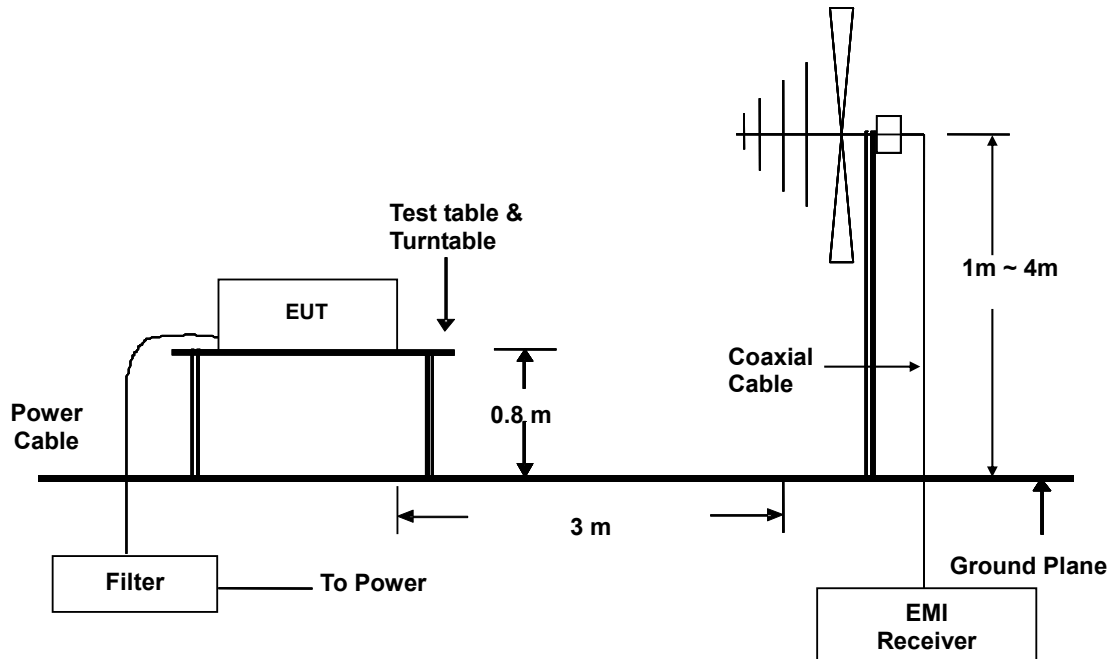 Test table &
Turntable
EUT
1m ~ 4m
Coaxial
Cable
0.8 m
Power
Cable
3 m
Ground Plane
Filter
To Power
EMI
Receiver